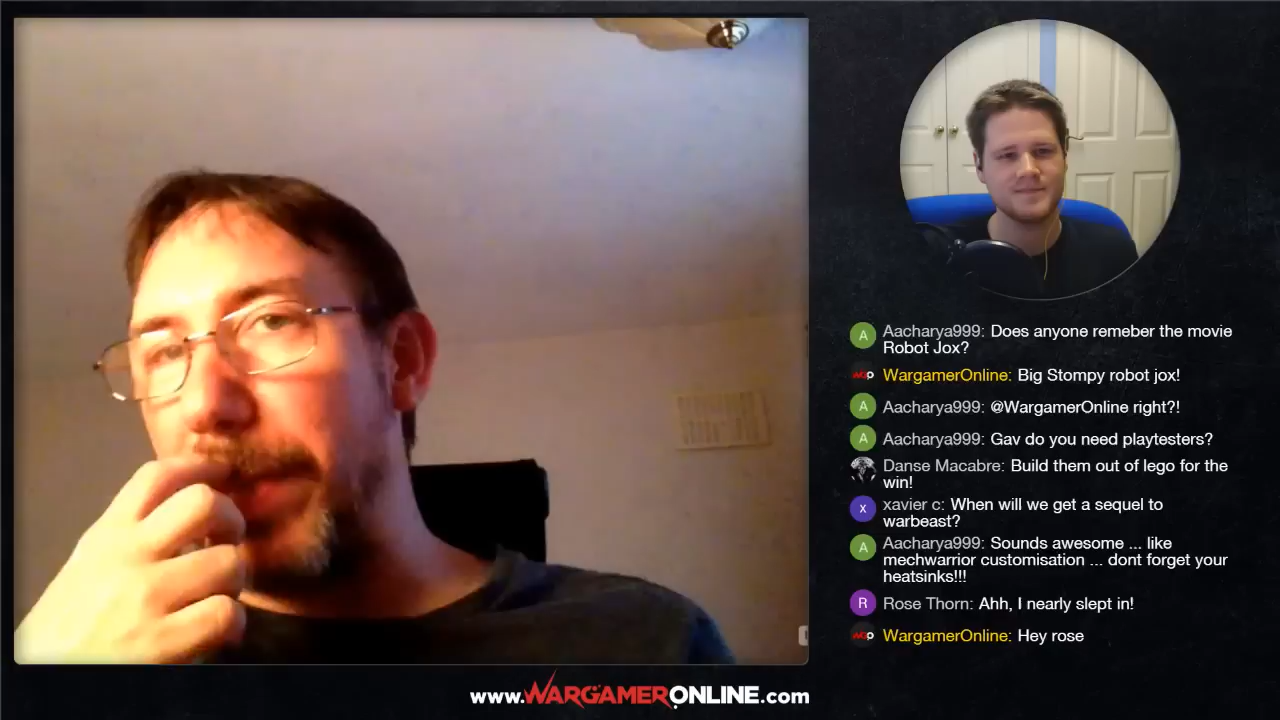 Aacharya999: Does anyone remeber the movie
Robot Jox?
WargamerOnline: Big Stompy robot jox!
Aacharya999: @WargamerOnline right?!
Aacharya999: Gav do you need playtesters?
Danse Macabre: Build them out of lego for the
win!
xavier c: When will we get a sequel to
warbeast?
Aacharya999: Sounds awesome ... like
mechwarrior customisation ... dont forget your
heatsinks!!!
Rose Thorn: Ahh, I nearly slept in!
WargamerOnline: Hey rose
www.WARGAMERONLINE.com